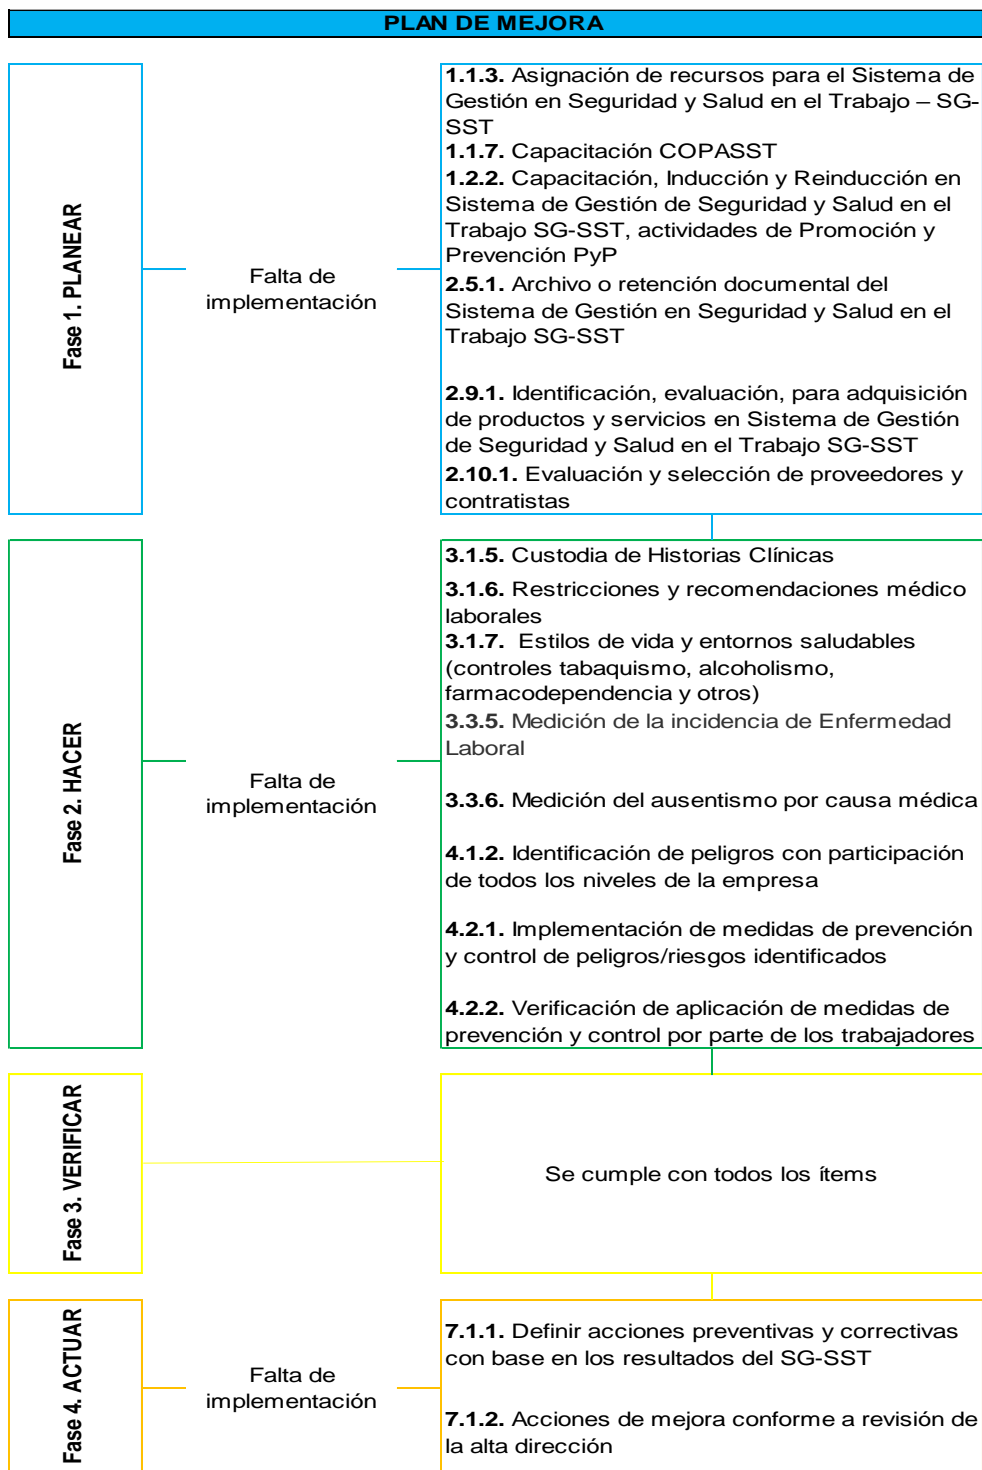 PLAN DE MEJORA
Fase 1. PLANEAR
Falta de
implementación
1.1.3. Asignación de recursos para el Sistema de
Gestión en Seguridad y Salud en el Trabajo – SG-
SST
1.1.7. Capacitación COPASST
1.2.2. Capacitación, Inducción y Reinducción en
Sistema de Gestión de Seguridad y Salud en el
Trabajo SG-SST, actividades de Promoción y
Prevención PyP
2.5.1. Archivo o retención documental del
Sistema de Gestión en Seguridad y Salud en el
Trabajo SG-SST
2.9.1. Identificación, evaluación, para adquisición
de productos y servicios en Sistema de Gestión
de Seguridad y Salud en el Trabajo SG-SST
2.10.1. Evaluación y selección de proveedores y
contratistas
Fase 2. HACER
Falta de
implementación
3.1.5. Custodia de Historias Clínicas
3.1.6. Restricciones y recomendaciones médico
laborales
3.1.7. Estilos de vida y entornos saludables
(controles tabaquismo, alcoholismo,
farmacodependencia y otros)
3.3.5. Medición de la incidencia de Enfermedad
Laboral
3.3.6. Medición del ausentismo por causa médica
4.1.2. Identificación de peligros con participación
de todos los niveles de la empresa
4.2.1. Implementación de medidas de prevención
y control de peligros/riesgos identificados
4.2.2. Verificación de aplicación de medidas de
prevención y control por parte de los trabajadores
Fase 3. VERIFICAR
Se cumple con todos los ítems
Fase 4. ACTUAR
Falta de
implementación
7.1.1. Definir acciones preventivas y correctivas
con base en los resultados del SG-SST
7.1.2. Acciones de mejora conforme a revisión de
la alta dirección